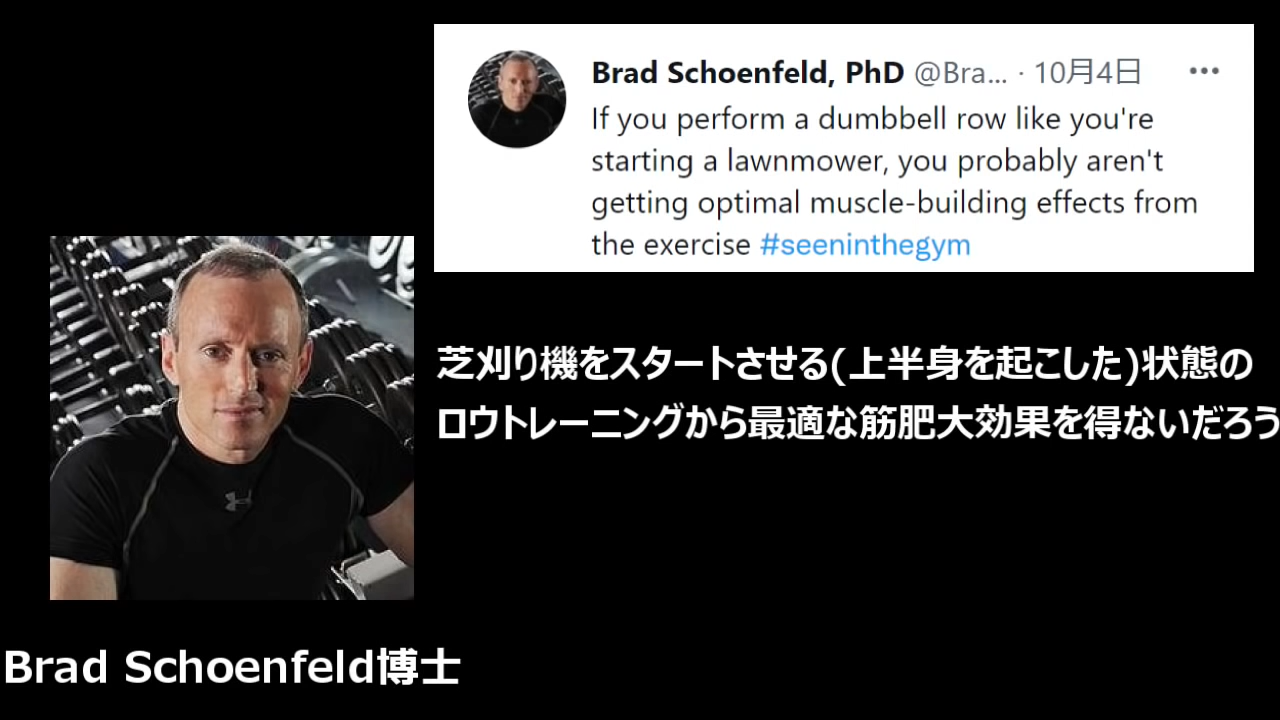 Brad Schoenfeld, PhD @Bra... · 10月4日 •••
If you perform a dumbbell row like you're
starting a lawnmower, you probably aren't
getting optimal muscle-building effects from
the exercise #seeninthegym
芝刈り機をスタートさせる(上半身を起こした)状態の
ロウトレーニングから最適な筋肥大効果を得ないだろう
Brad Schoenfeld博士